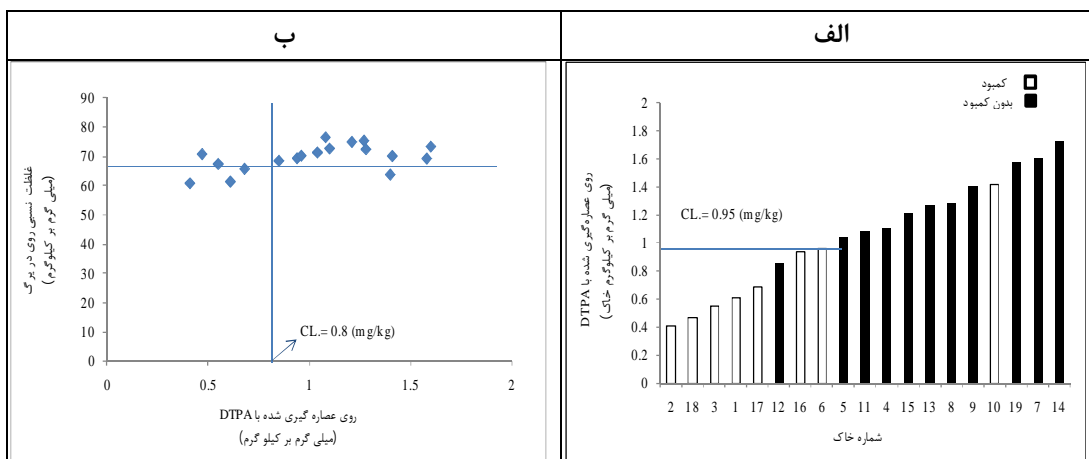 الف
کمبود
بدون کمبود
روی عصاره‌گیری شده با DTPA
(میلی گرم بر کیلوگرم خاک)
2
1.8
1.6
1.4
1.2
1
0.8
0.6
0.4
0.2
0
CL.= 0.95 (mg/kg)
2 18 3 1 17 12 16 6 5 11 4 15 13 8 9 10 19 7 14
شماره خاک
ب
غلظت نسبی روی در برگ
(میلی گرم بر کیلوگرم)
90
80
70
60
50
40
30
20
10
0
CL.= 0.8 (mg/kg)
0 0.5 1 1.5 2
روی عصاره گیری شده با DTPA
(میلی گرم بر کیلو گرم)